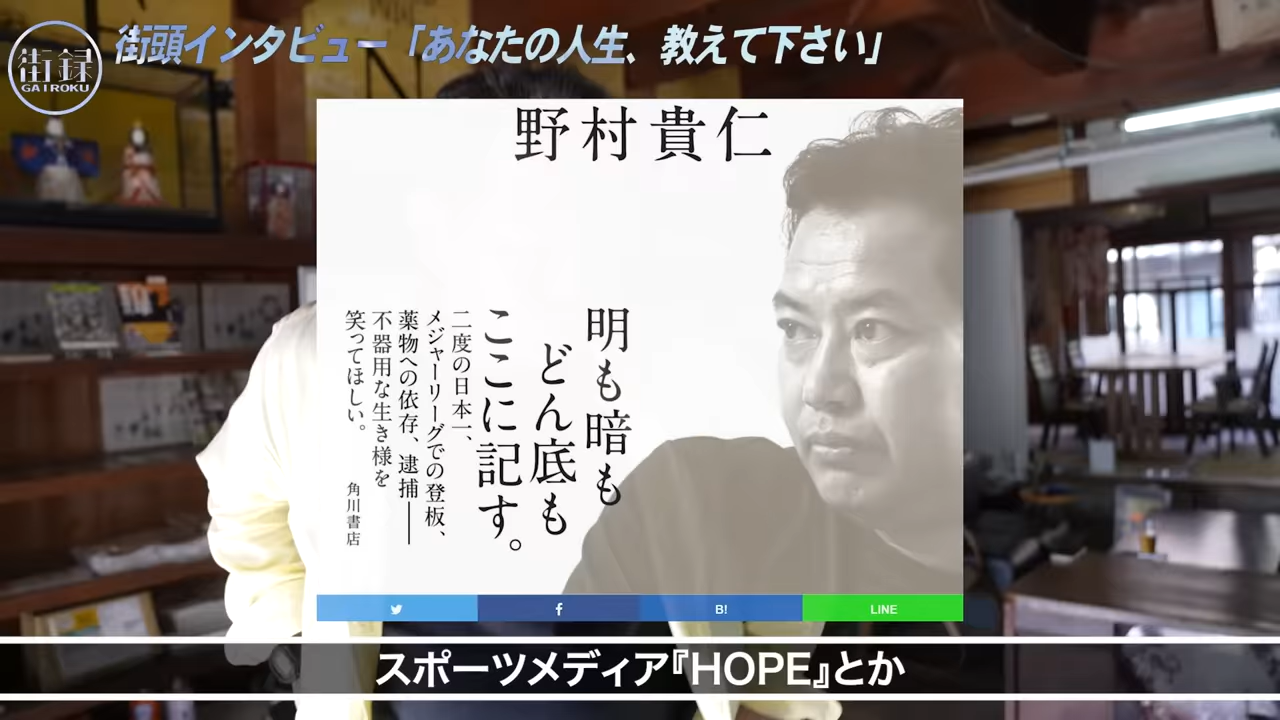 街録
GAIROKU
街頭インタビュー「あなたの人生、教えて下さい」
野村貴仁
明も暗も
どん底も
ここに記す。
二度の日本一、
メジャーリーグでの登板、
薬物への依存、逮捕――
不器用な生き様を
笑ってほしい。
角川書店
B!
LINE
スポーツメディア『HOPE』とか